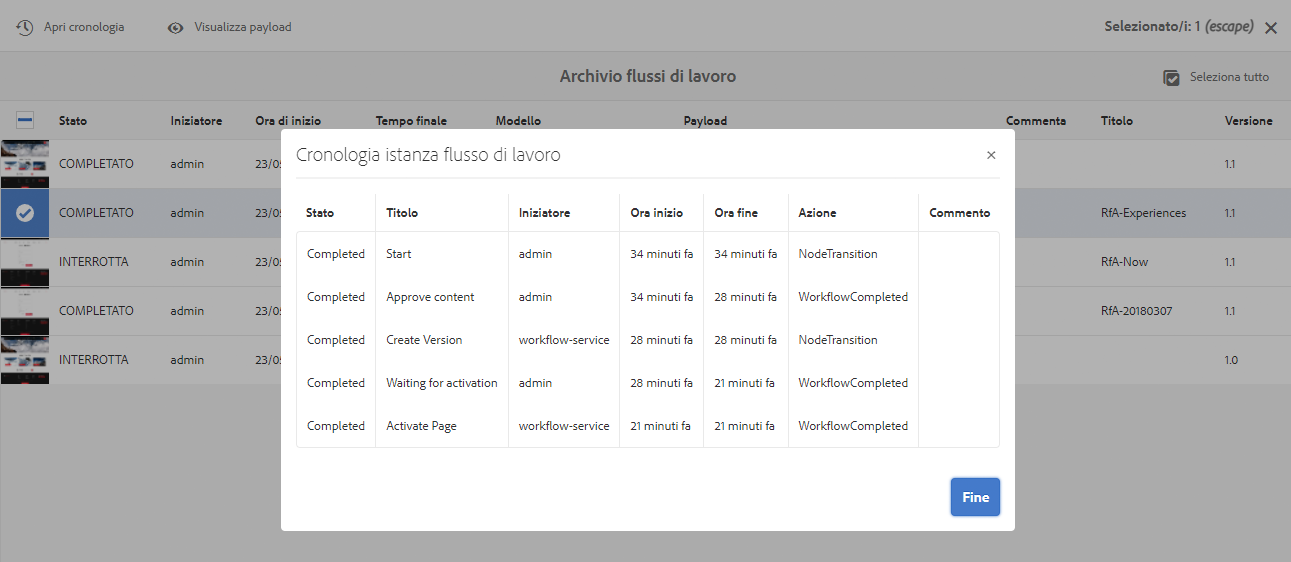 Apri cronologia Visualizza payload Selezionato/i: 1 (escape)
Archivio flussi di lavoro Seleziona tutto
Stato Iniziatore Ora di inizio Tempo finale Modello Payload Commenta Titolo Versione
COMPLETATO admin 23/0 1.1
COMPLETATO admin 23/0 RfA-Experiences 1.1
INTERROTTA admin 23/0 RfA-Now 1.1
COMPLETATO admin 23/0 RfA-20180307 1.1
INTERROTTA admin 23/0 1.0
Cronologia istanza flusso di lavoro ×
Stato Titolo Iniziatore Ora inizio Ora fine Azione Commento
Completed Start admin 34 minuti fa 34 minuti fa NodeTransition
Completed Approve content admin 34 minuti fa 28 minuti fa WorkflowCompleted
Completed Create Version workflow-service 28 minuti fa 28 minuti fa NodeTransition
Completed Waiting for activation admin 28 minuti fa 21 minuti fa WorkflowCompleted
Completed Activate Page workflow-service 21 minuti fa 21 minuti fa WorkflowCompleted
Fine